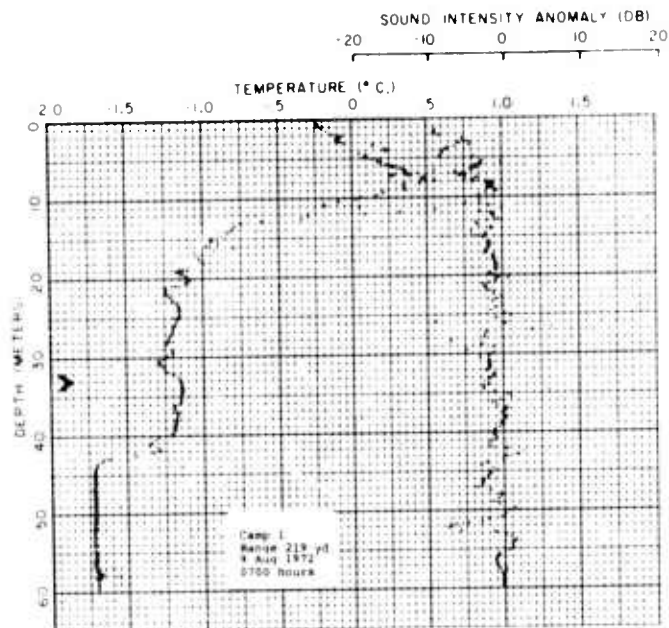 SOUND INTENSITY ANOMALY (DB)
-20 -10 0 10 20
TEMPERATURE (° C.)
2.0 -1.5 -1.0 0 .5 1.0 1.5
0
10
20
30
40
50
60
DEPTH (METERS)
Camp 1
Range 219 yd
9 Aug 1972
0700 hours